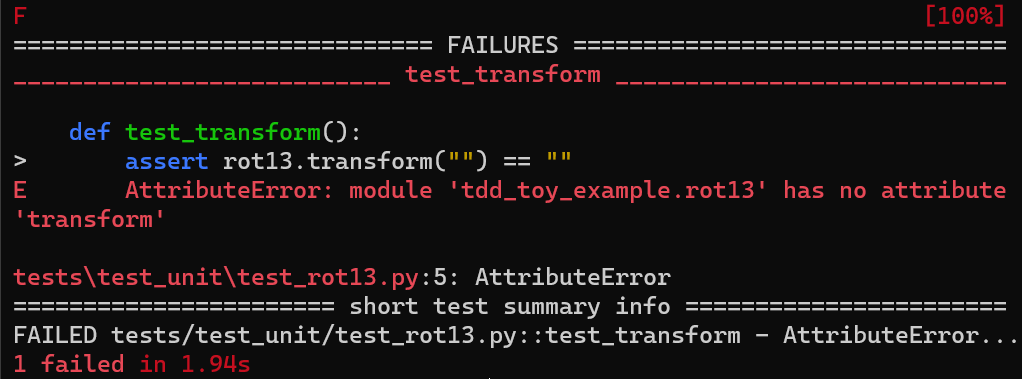 F [100%]
============================== FAILURES ===============================
___________________________ test_transform ____________________________

    def test_transform():
>       assert rot13.transform("") == ""
E       AttributeError: module 'tdd_toy_example.rot13' has no attribute
'transform'

tests\test_unit\test_rot13.py:5: AttributeError
======================= short test summary info =======================
FAILED tests/test_unit/test_rot13.py::test_transform - AttributeError...
1 failed in 1.94s